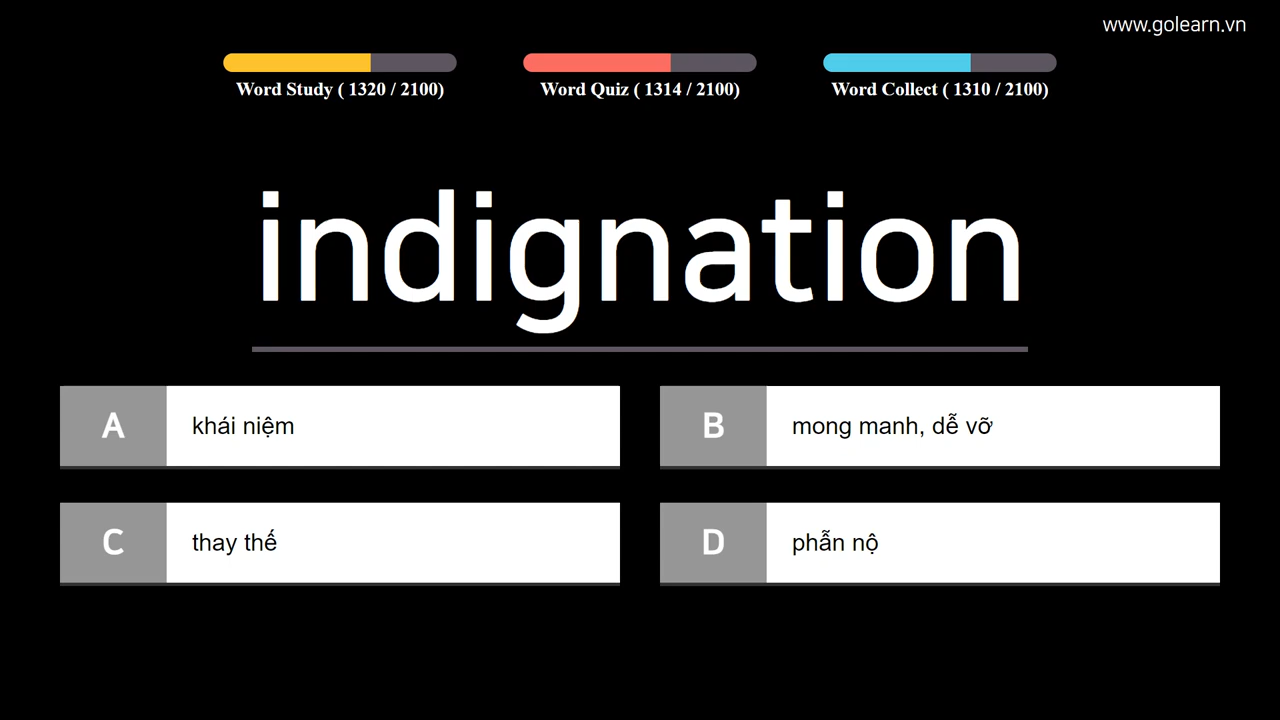 www.golearn.vn
Word Study ( 1320 / 2100)
Word Quiz ( 1314 / 2100)
Word Collect ( 1310 / 2100)
indignation
A khái niệm
B mong manh, dễ vỡ
C thay thế
D phẫn nộ